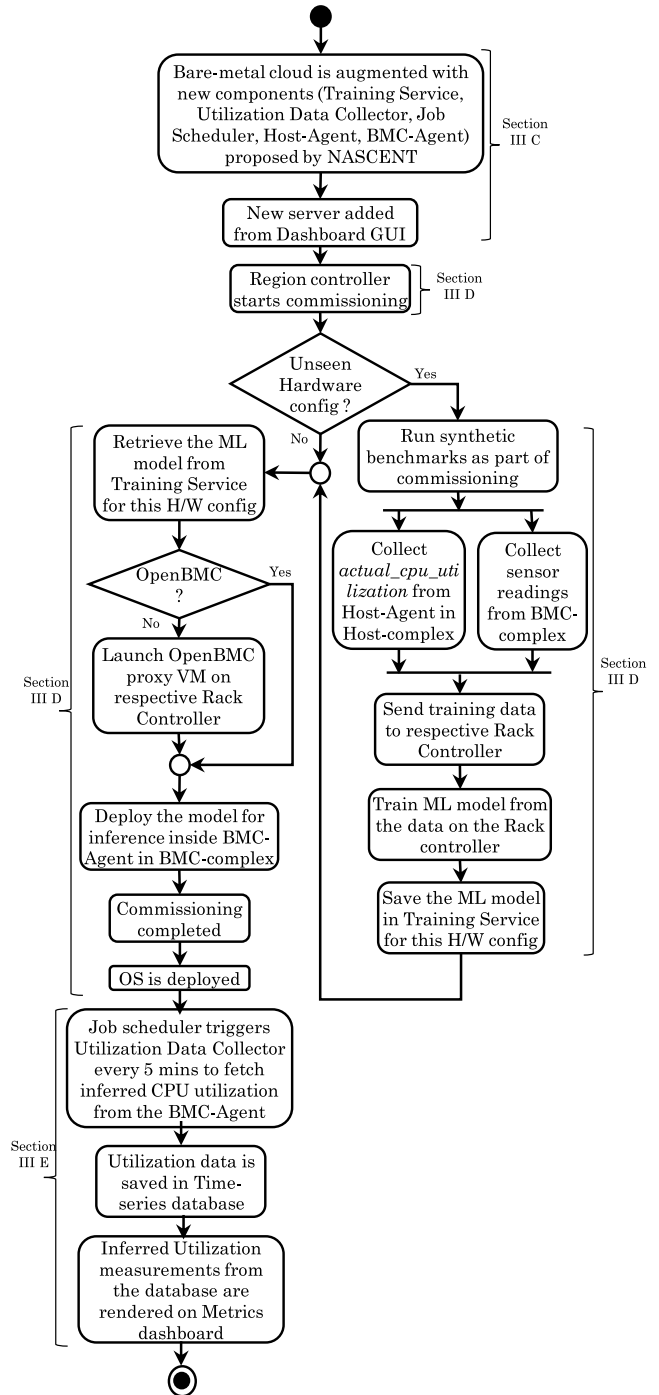 Bare-metal cloud is augmented with
new components (Training Service,
Utilization Data Collector, Job
Scheduler, Host-Agent, BMC-Agent)
proposed by NASCENT
Section
III C
New server added
from Dashboard GUI
Region controller
starts commissioning
Section
III D
Unseen
Hardware
config ?
Yes
No
Retrieve the ML
model from
Training Service
for this H/W config
Run synthetic
benchmarks as part of
commissioning
OpenBMC
?
Yes
No
Collect
actual_cpu_uti
lization from
Host-Agent in
Host-complex
Collect
sensor
readings
from BMC-
complex
Section
III D
Launch OpenBMC
proxy VM on
respective Rack
Controller
Section
III D
Send training data
to respective Rack
Controller
Deploy the model for
inference inside BMC-
Agent in BMC-complex
Train ML model from
the data on the Rack
controller
Commissioning
completed
Save the ML model
in Training Service
for this H/W config
OS is deployed
Job scheduler triggers
Utilization Data Collector
every 5 mins to fetch
inferred CPU utilization
from the BMC-Agent
Section
III E
Utilization data is
saved in Time-
series database
Inferred Utilization
measurements from
the database are
rendered on Metrics
dashboard